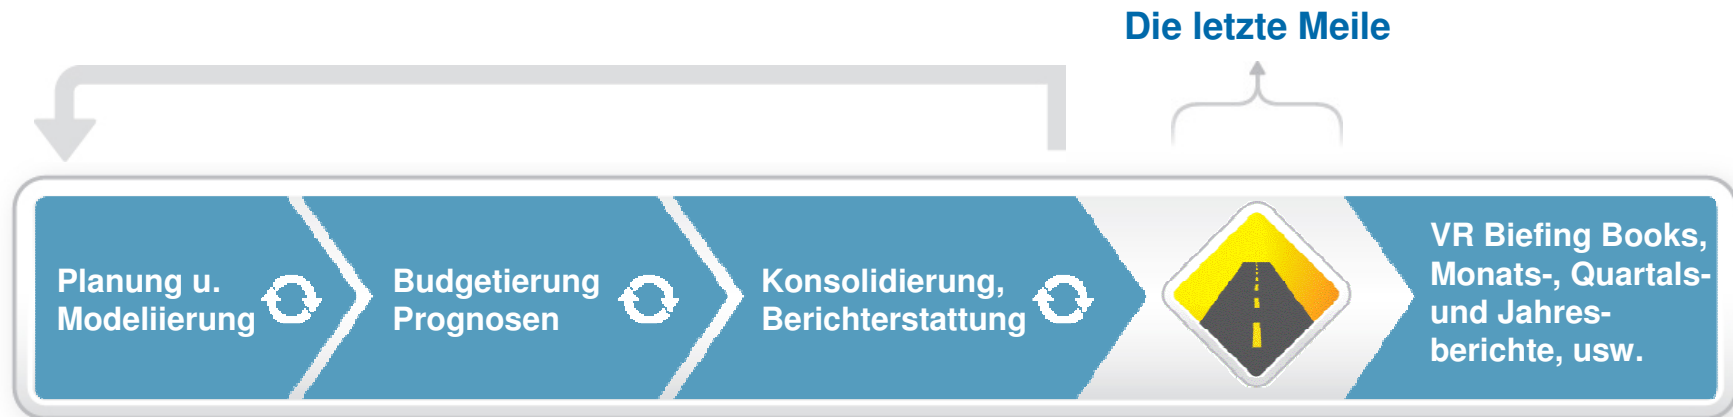 Die letzte Meile
Planung u.
Modeliierung
Budgetierung
Prognosen
Konsolidierung,
Berichterstattung
VR Biefing Books,
Monats-, Quartals-
und Jahres-
berichte, usw.